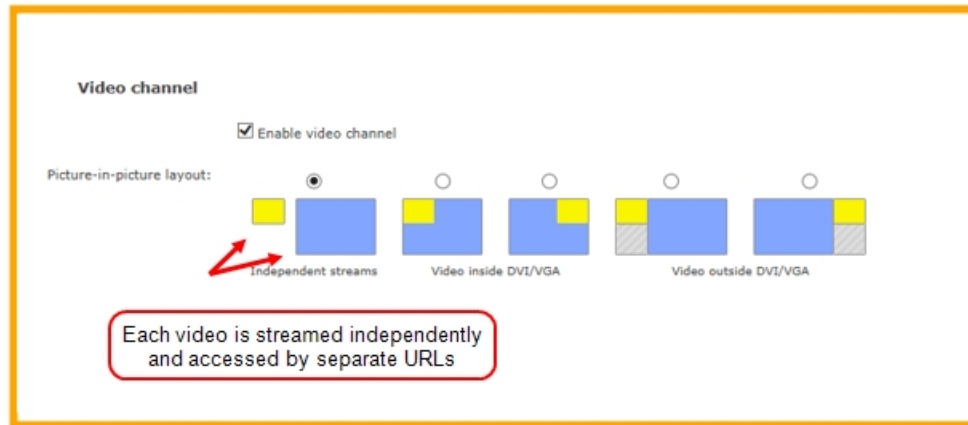 Video channel
Enable video channel
Picture-in-picture layout:
Independent streams
Video inside DVI/VGA
Video outside DVI/VGA
Each video is streamed independently
and accessed by separate URLs